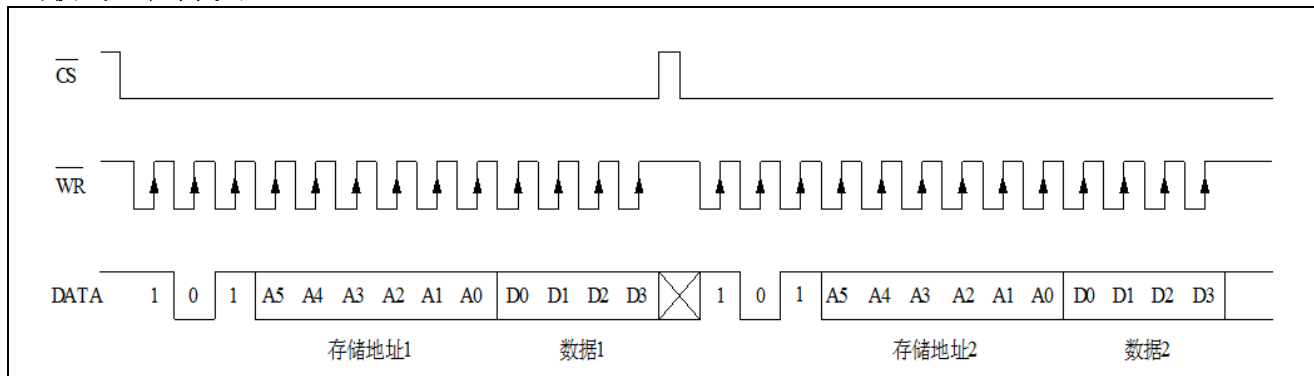 CS
WR
DATA 1 0 1 A5 A4 A3 A2 A1 A0 D0 D1 D2 D3 1 0 1 A5 A4 A3 A2 A1 A0 D0 D1 D2 D3
存储地址1 数据1 存储地址2 数据2